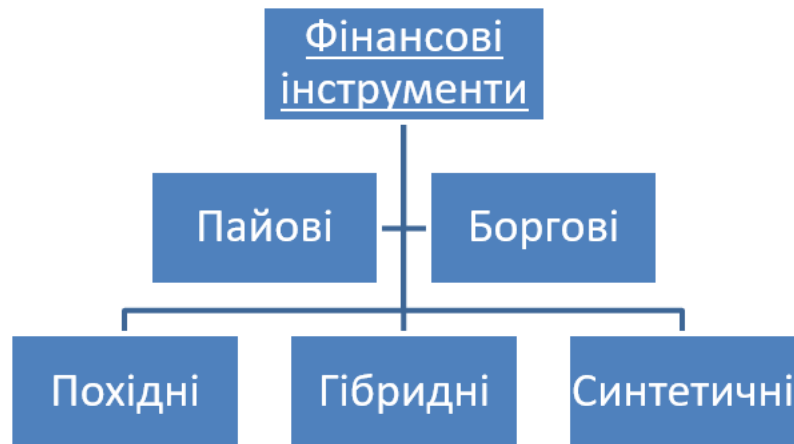 Фінансові
інструменти
Пайові
Боргові
Похідні
Гібридні
Синтетичні